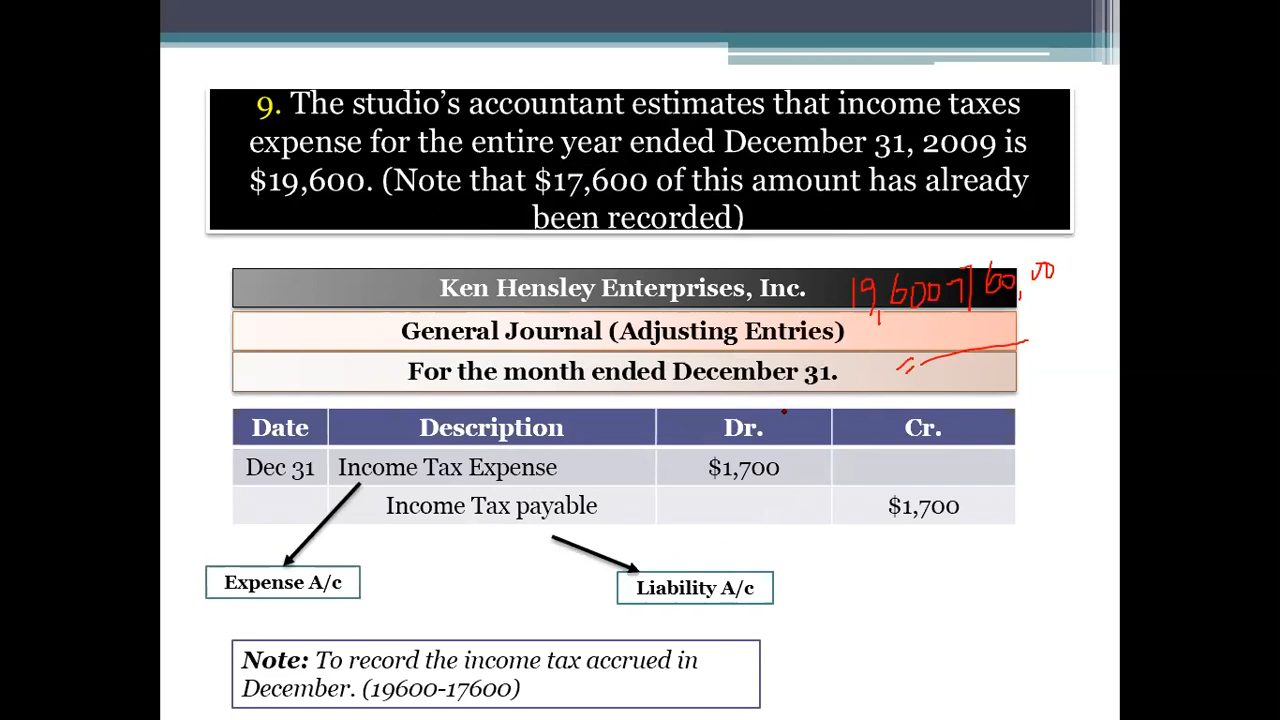 9. The studio's accountant estimates that income taxes
expense for the entire year ended December 31, 2009 is
$19,600. (Note that $17,600 of this amount has already
been recorded)
Ken Hensley Enterprises, Inc.
19,600
General Journal (Adjusting Entries)
For the month ended December 31.
Date Description Dr. Cr.
Dec 31 Income Tax Expense $1,700
Income Tax payable $1,700
Expense A/c
Liability A/c
Note: To record the income tax accrued in
December. (19600-17600)